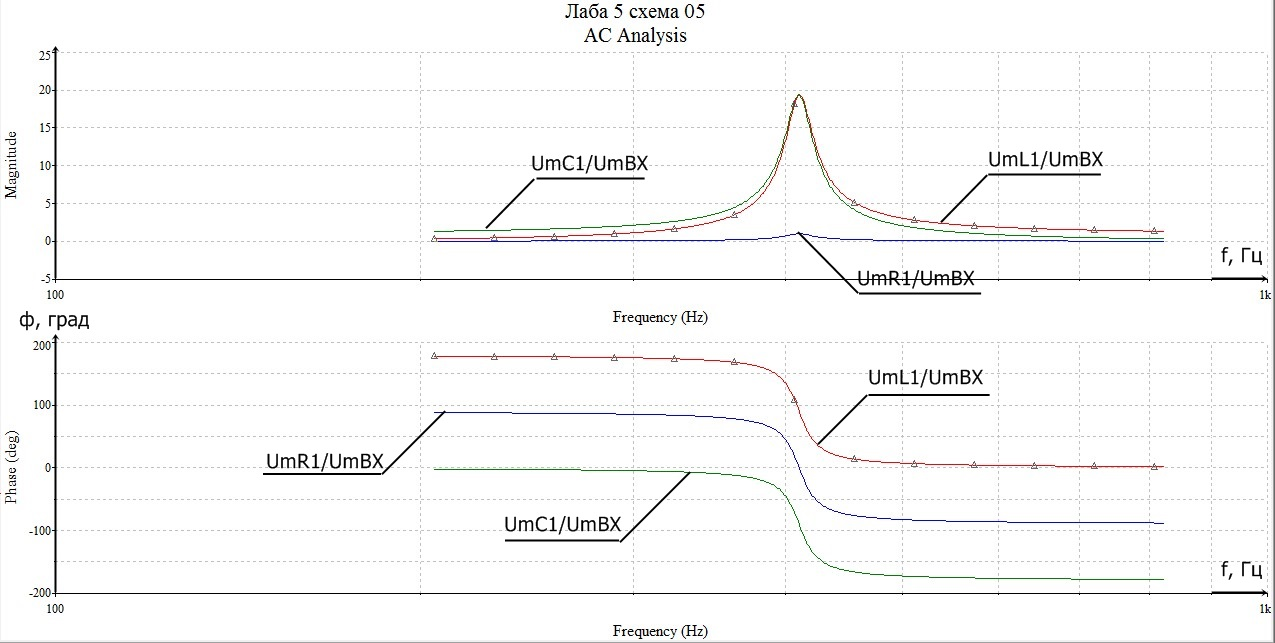 Лаба 5 схема 05
AC Analysis
25
20
15
10
5
0
-5
Magnitude
UmC1/UmBX
UmL1/UmBX
UmR1/UmBX
f, Гц
100
1k
Frequency (Hz)
ф, град
200
100
0
-100
-200
Phase (deg)
UmL1/UmBX
UmR1/UmBX
UmC1/UmBX
f, Гц
100
1k
Frequency (Hz)